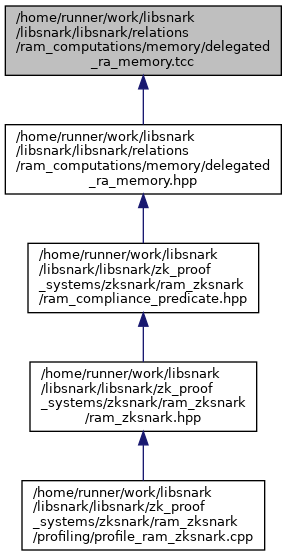 /home/runner/work/libsnark
/libsnark/libsnark/relations
/ram_computations/memory/delegated
_ra_memory.tcc
/home/runner/work/libsnark
/libsnark/libsnark/relations
/ram_computations/memory/delegated
_ra_memory.hpp
/home/runner/work/libsnark
/libsnark/libsnark/zk_proof
_systems/zksnark/ram_zksnark
/ram_compliance_predicate.hpp
/home/runner/work/libsnark
/libsnark/libsnark/zk_proof
_systems/zksnark/ram_zksnark
/ram_zksnark.hpp
/home/runner/work/libsnark
/libsnark/libsnark/zk_proof
_systems/zksnark/ram_zksnark
/profiling/profile_ram_zksnark.cpp